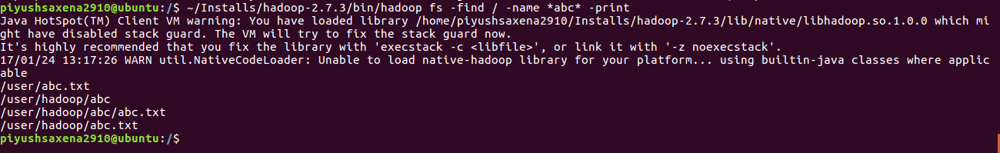 piyushsaxena2910@ubuntu:/$ ~/Installs/hadoop-2.7.3/bin/hadoop fs -find / -name *abc* -print
Java HotSpot(TM) Client VM warning: You have loaded library /home/piyushsaxena2910/Installs/hadoop-2.7.3/lib/native/libhadoop.so.1.0.0 which mi
ght have disabled stack guard. The VM will try to fix the stack guard now.
It's highly recommended that you fix the library with 'execstack -c <libfile>', or link it with '-z noexecstack'.
17/01/24 13:17:26 WARN util.NativeCodeLoader: Unable to load native-hadoop library for your platform... using builtin-java classes where applic
able
/user/abc.txt
/user/hadoop/abc
/user/hadoop/abc/abc.txt
/user/hadoop/abc.txt
piyushsaxena2910@ubuntu:/$